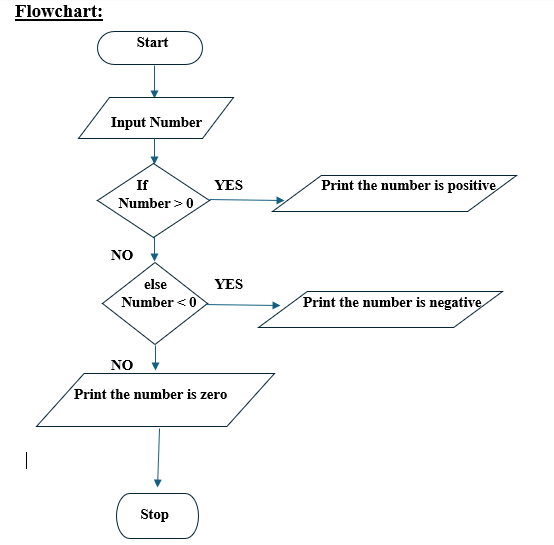 Flowchart:
Start
Input Number
If
Number > 0
YES
Print the number is positive
NO
else
Number < 0
YES
Print the number is negative
NO
Print the number is zero
Stop